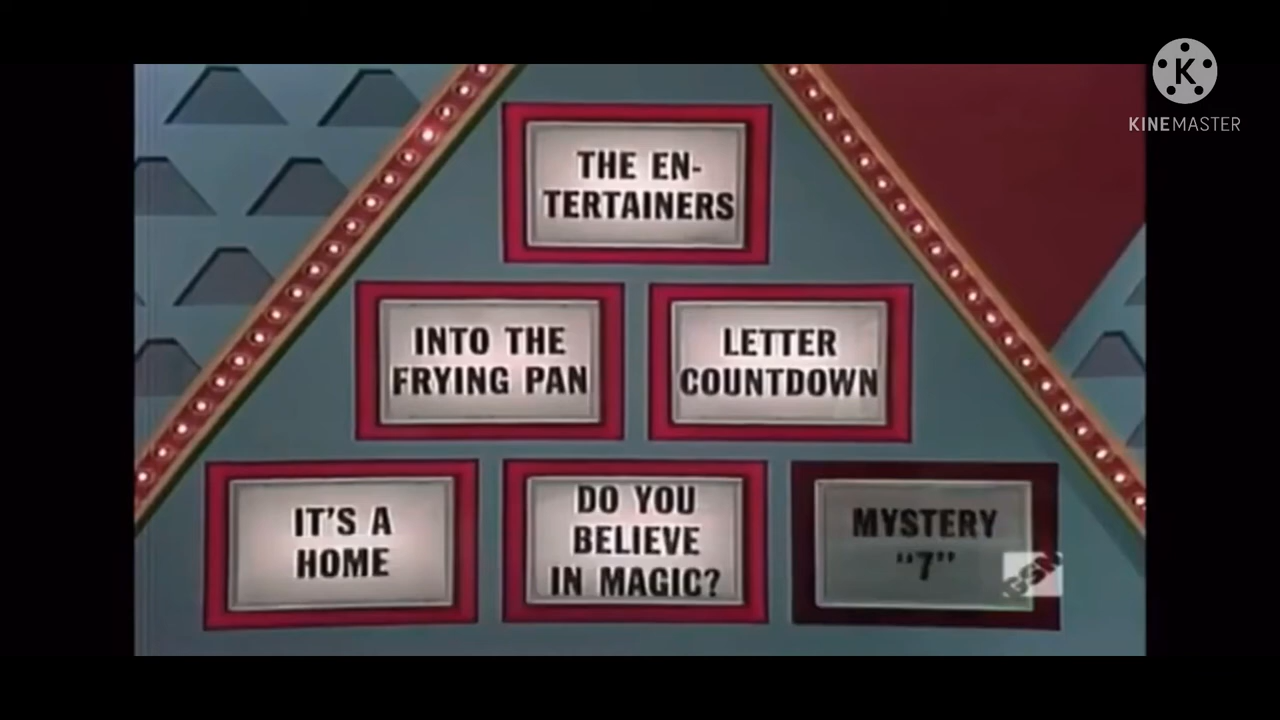 K
KINEMASTER
THE EN-
TERTAINERS
INTO THE
FRYING PAN
LETTER
COUNTDOWN
IT'S A
HOME
DO YOU
BELIEVE
IN MAGIC?
MYSTERY
"7"
GSN